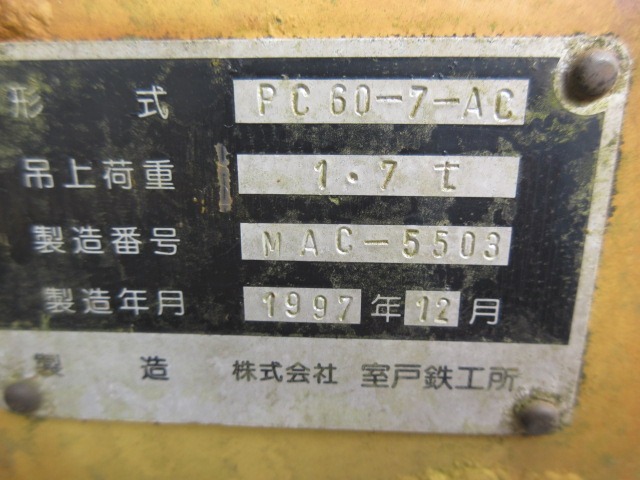 形式 PC60-7-AC
吊上荷重 1.7t
製造番号 MAC-5503
製造年月 1997年12月
製造 株式会社 室戸鉄工所